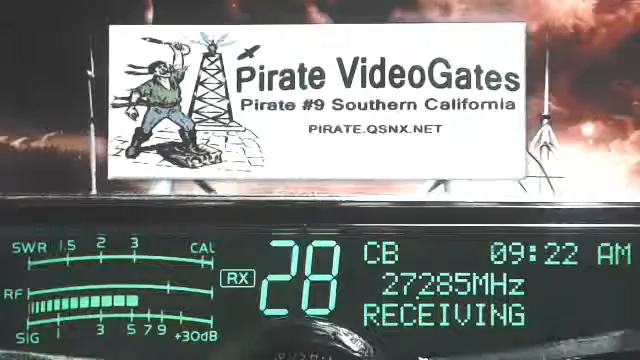 Pirate VideoGates
Pirate #9 Southern California
PIRATE.QSNX.NET
SWR 1.5 2 3 CAL
RF
SIG 1 3 5 7 9 +30dB
RX
28
CB 09:22 AM
27285MHz
RECEIVING
PUSH